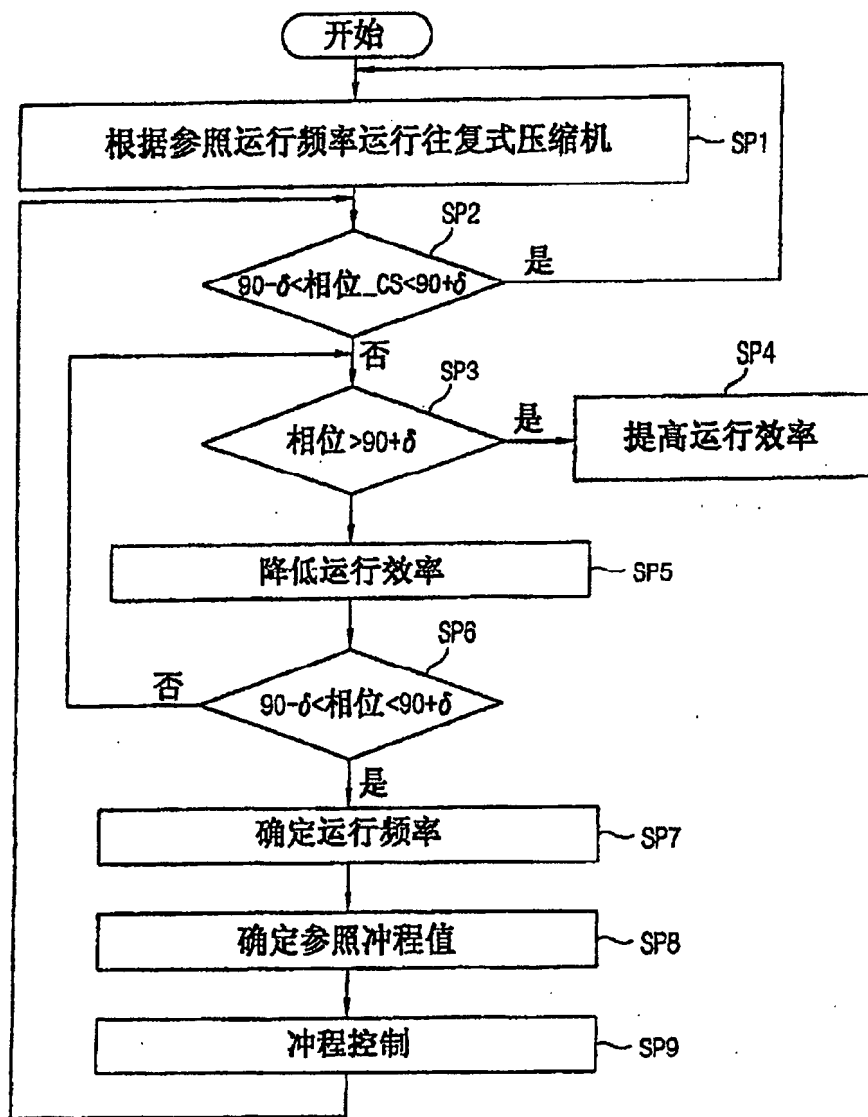 开始
根据参照运行频率运行往复式压缩机
SP1
SP2
90-δ<相位_CS<90+δ
是
否
SP3
相位>90+δ
是
SP4
提高运行效率
降低运行效率
SP5
SP6
否
90-δ<相位<90+δ
是
确定运行频率
SP7
确定参照冲程值
SP8
冲程控制
SP9